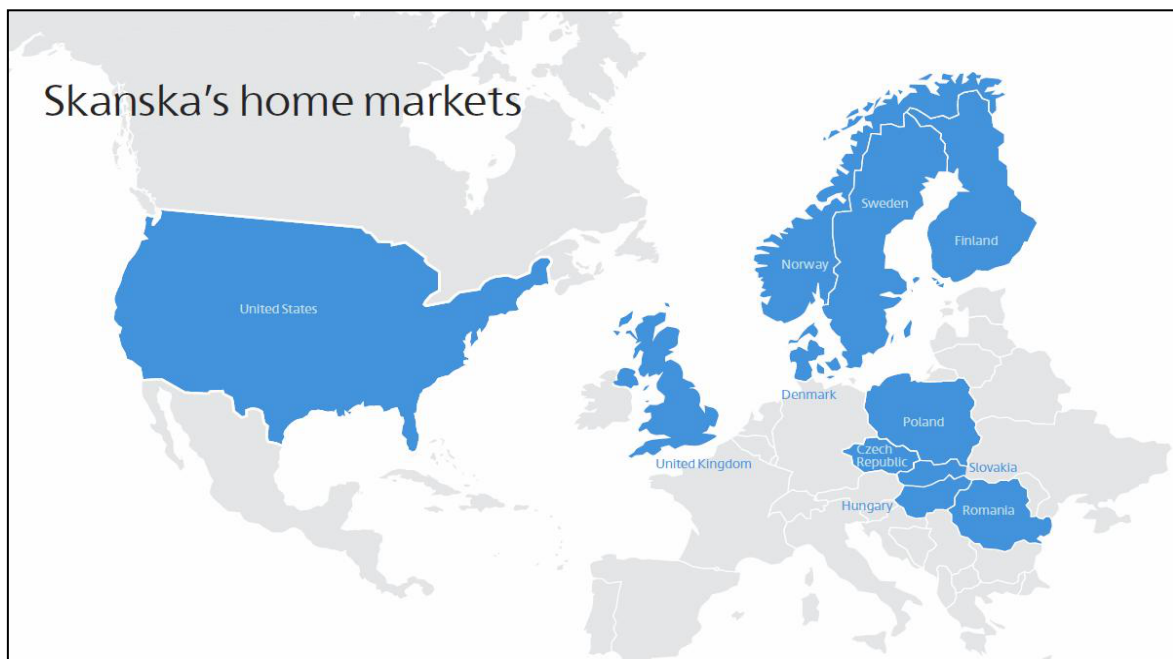 Skanska's home markets
Sweden
Finland
Norway
United States
Denmark
Poland
Czech
Republic
United Kingdom
Slovakia
Hungary
Romania